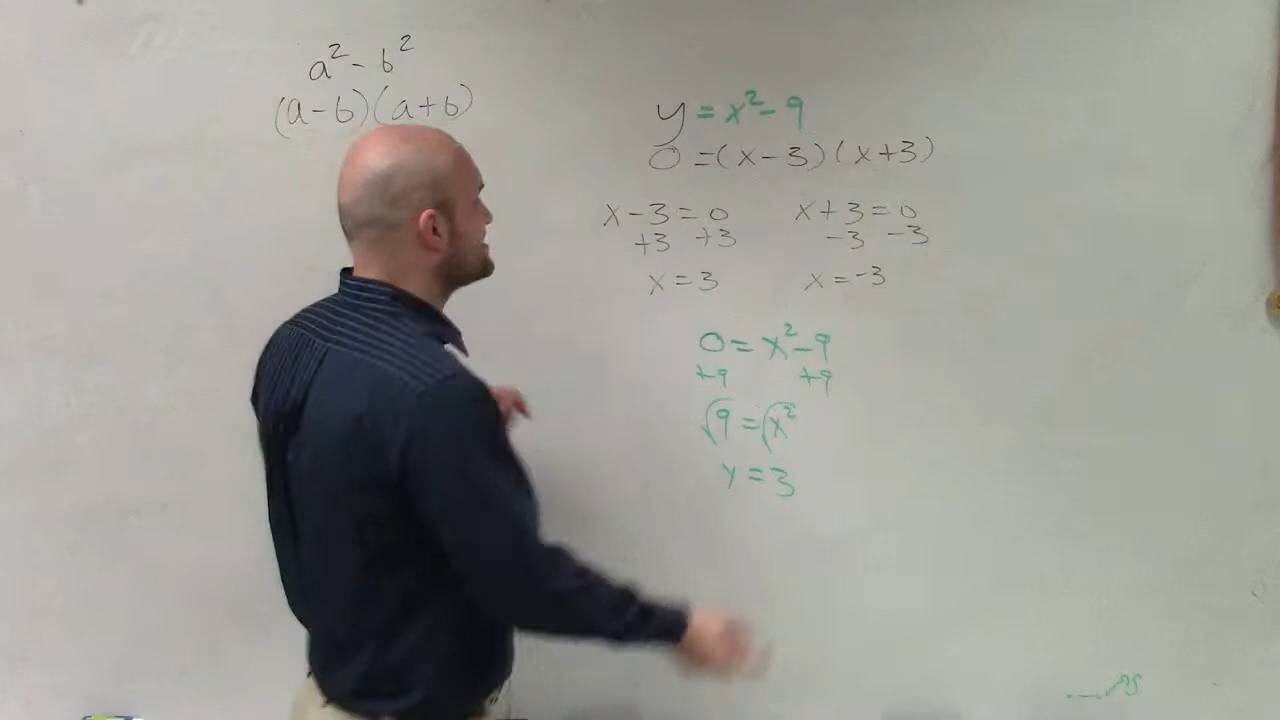 a² - b²
(a-b)(a+b)
y = x² - 9
0 = (x-3)(x+3)
x - 3 = 0 x + 3 = 0
+3 +3 -3 -3
x = 3 x = -3
0 = x² - 9
+9 +9
√9 = √x²
x = 3